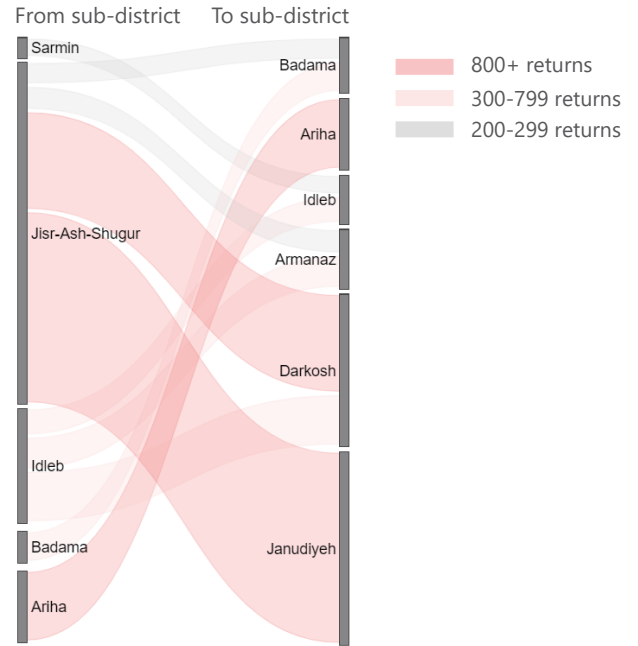 From sub-district
To sub-district
Sarmin
Jisr-Ash-Shugur
Idleb
Badama
Ariha
Badama
Ariha
Idleb
Armanaz
Darkosh
Janudiyeh
800+ returns
300-799 returns
200-299 returns